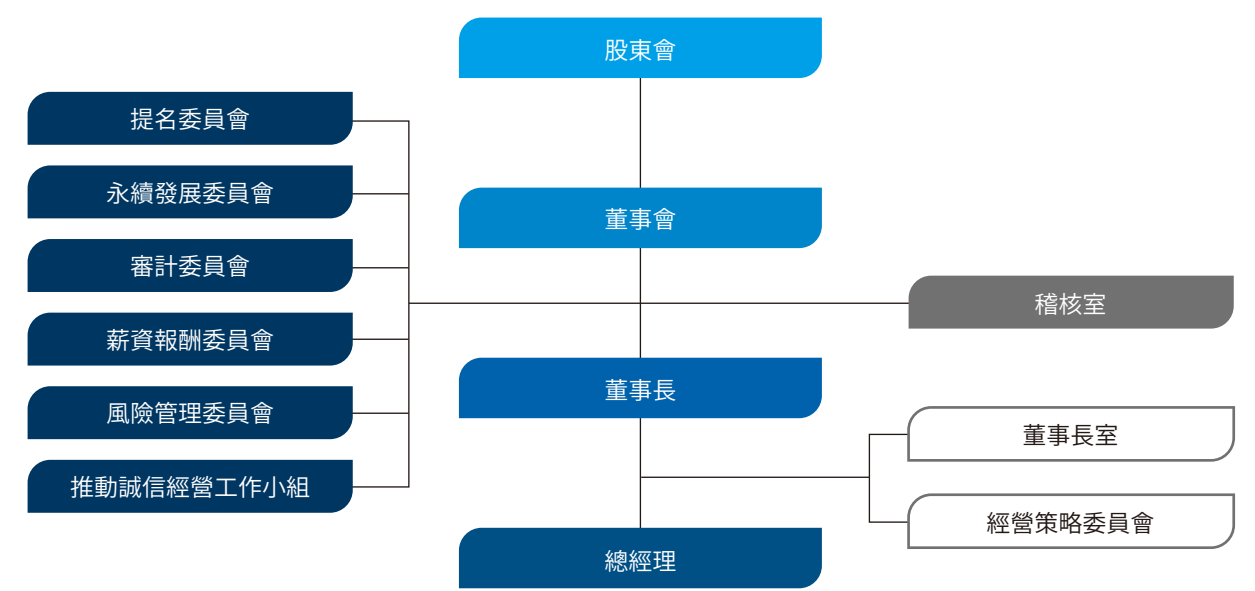 股東會
提名委員會
永續發展委員會
董事會
審計委員會
稽核室
薪資報酬委員會
董事長
風險管理委員會
董事長室
推動誠信經營工作小組
經營策略委員會
總經理